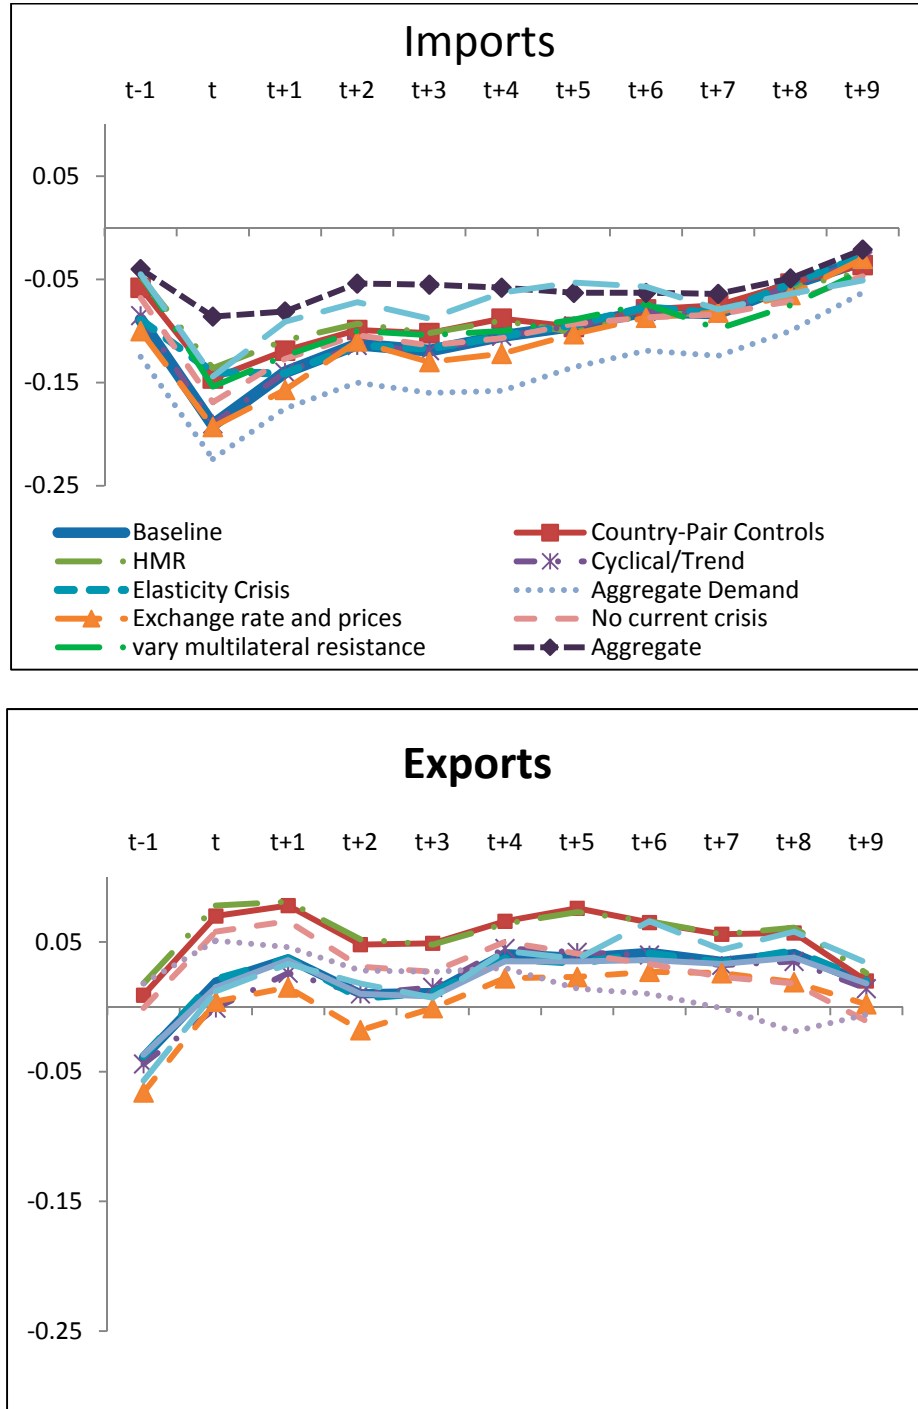 Imports
t-1 t t+1 t+2 t+3 t+4 t+5 t+6 t+7 t+8 t+9
0.05
-0.05
-0.15
-0.25
Baseline Country-Pair Controls
HMR Cyclical/Trend
Elasticity Crisis Aggregate Demand
Exchange rate and prices No current crisis
vary multilateral resistance Aggregate
Exports
t-1 t t+1 t+2 t+3 t+4 t+5 t+6 t+7 t+8 t+9
0.05
-0.05
-0.15
-0.25